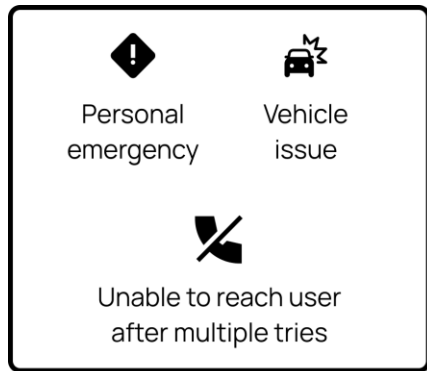 Personal
emergency
Vehicle
issue
Unable to reach user
after multiple tries